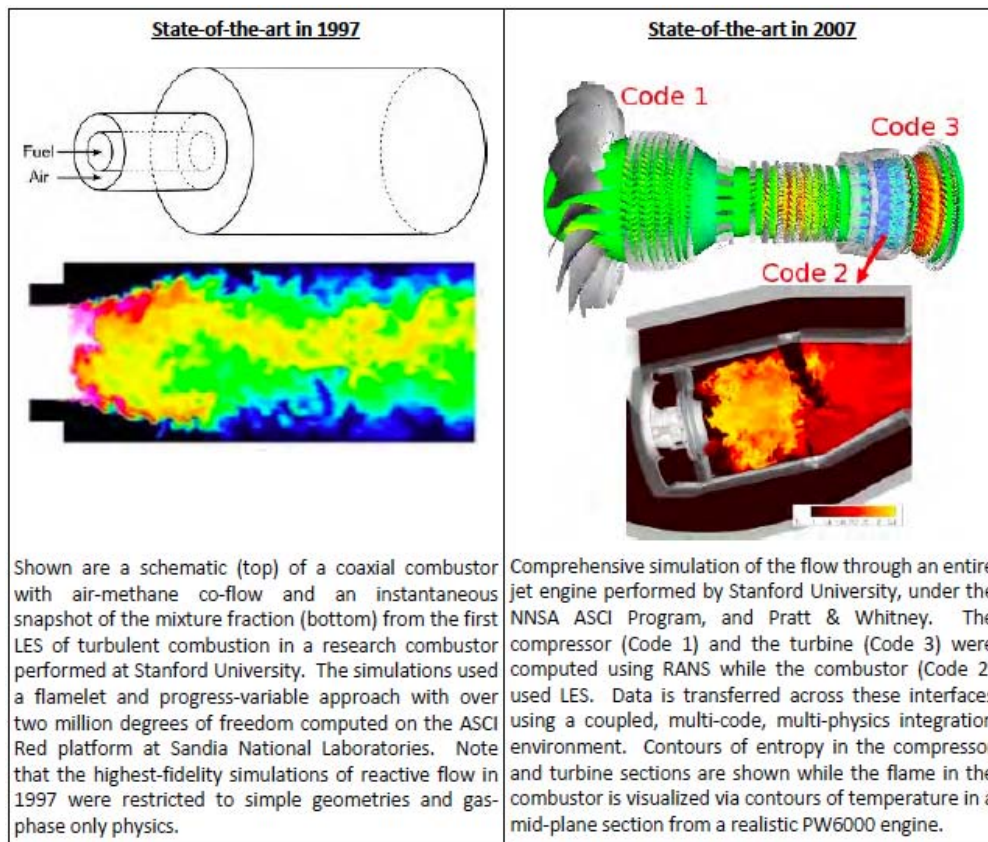 State-of-the-art in 1997
Fuel
Air
Shown are a schematic (top) of a coaxial combustor
with air-methane co-flow and an instantaneous
snapshot of the mixture fraction (bottom) from the first
LES of turbulent combustion in a research combustor
performed at Stanford University. The simulations used
a flamelet and progress-variable approach with over
two million degrees of freedom computed on the ASCI
Red platform at Sandia National Laboratories. Note
that the highest-fidelity simulations of reactive flow in
1997 were restricted to simple geometries and gas-
phase only physics.
State-of-the-art in 2007
Code 1
Code 3
Code 2
Comprehensive simulation of the flow through an entire
jet engine performed by Stanford University, under the
NNSA ASCI Program, and Pratt & Whitney. The
compressor (Code 1) and the turbine (Code 3) were
computed using RANS while the combustor (Code 2
used LES. Data is transferred across these interface
using a coupled, multi-code, multi-physics integration
environment. Contours of entropy in the compresso
and turbine sections are shown while the flame in the
combustor is visualized via contours of temperature in a
mid-plane section from a realistic PW6000 engine.